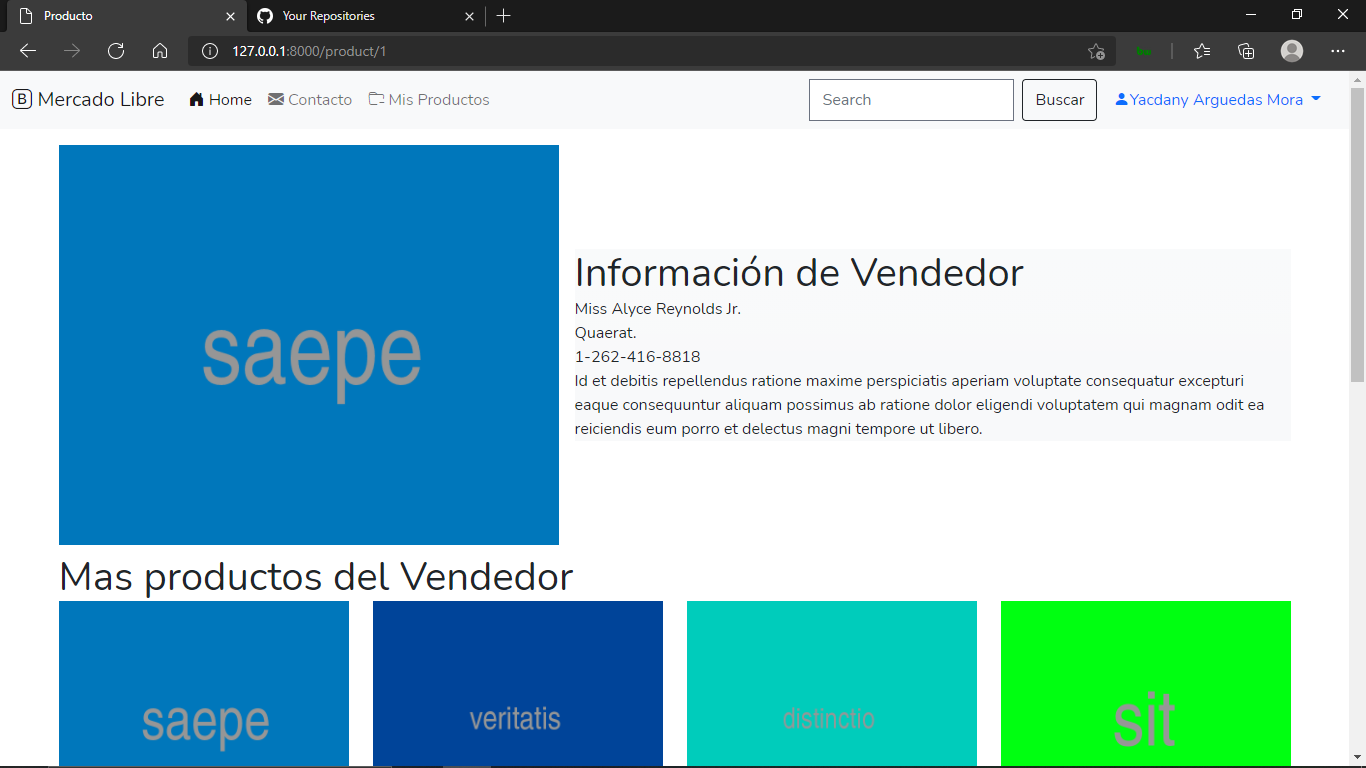 Producto
Your Repositories
127.0.0.1:8000/product/1
B Mercado Libre Home Contacto Mis Productos Search Buscar Yacdany Arguedas Mora
saepe
Información de Vendedor
Miss Alyce Reynolds Jr.
Quaerat.
1-262-416-8818
Id et debitis repellendus ratione maxime perspiciatis aperiam voluptate consequatur excepturi
eaque consequuntur aliquam possimus ab ratione dolor eligendi voluptatem qui magnam odit ea
reiciendis eum porro et delectus magni tempore ut libero.
Mas productos del Vendedor
saepe
veritatis
distinctio
sit